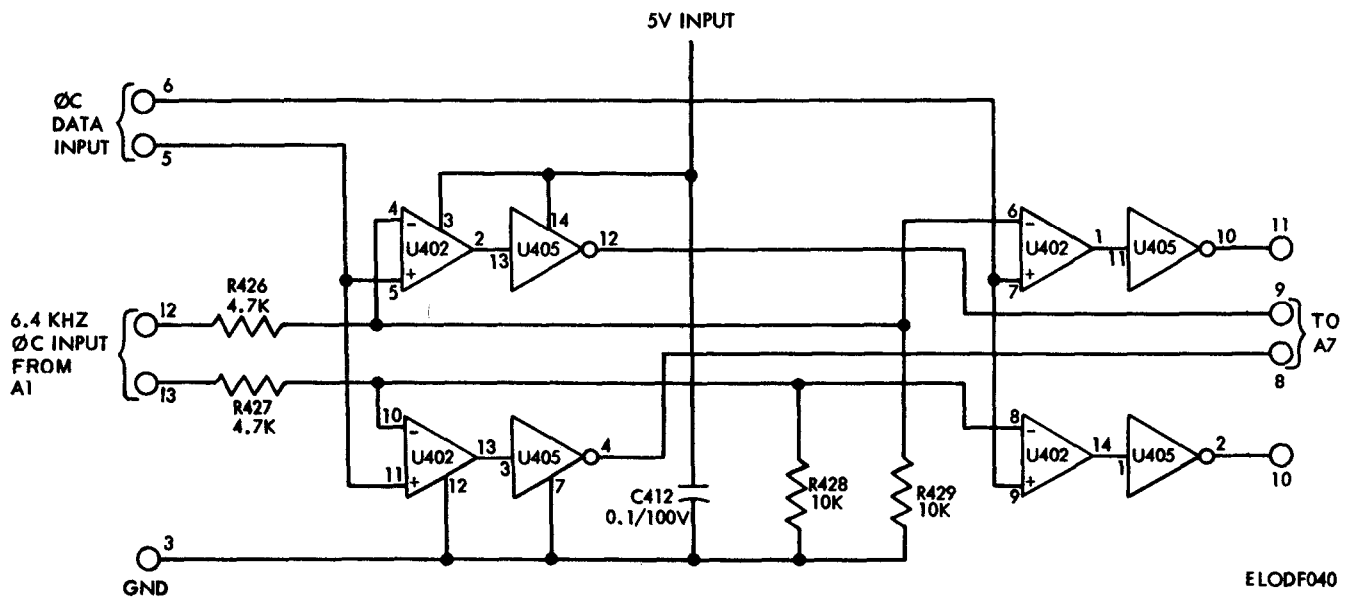 5V INPUT
ØC
DATA
INPUT
6
5
4
-
3
U402
+
5
2
13
14
U405
12
6
-
U402
+
7
1
11
U405
10
11
9
TO
A7
8
6.4 KHZ
ØC INPUT
FROM
A1
12
R426
4.7K
13
R427
4.7K
10
-
U402
11
+
12
13
3
U405
7
4
C412
0.1/100V
R428
10K
R429
10K
8
-
U402
+
9
14
1
U405
2
10
3
GND
ELODF040